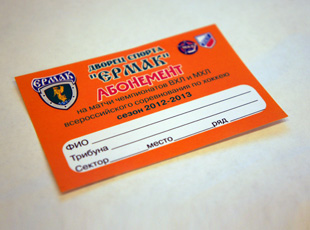 ДВОРЕЦ СПОРТА
"ЕРМАК"
АБОНЕМЕНТ
на матчи чемпионатов ВХЛ и МХЛ
всероссийского соревнования по хоккею
сезон 2012-2013
ЕРМАК
ФИО
Трибуна
Сектор место ряд